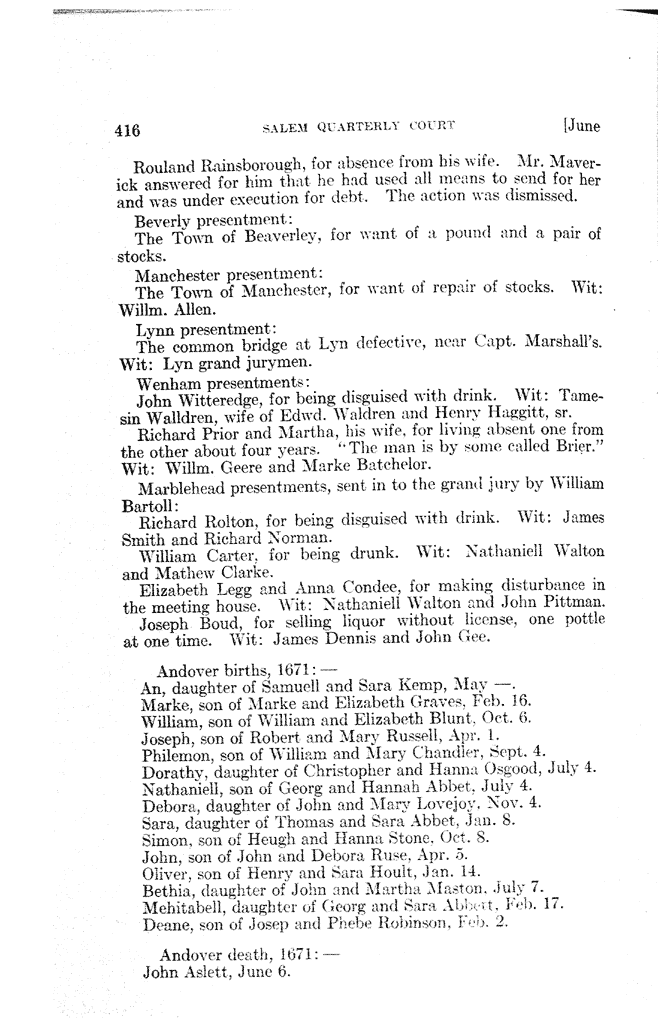 416 SALEM QUARTERLY COURT [June
Rouland Rainsborough, for absence from his wife. Mr. Maver-
ick answered for him that he had used all means to send for her
and was under execution for debt. The action was dismissed.
Beverly presentment:
The Town of Beaverley, for want of a pound and a pair of
stocks.
Manchester presentment:
The Town of Manchester, for want of repair of stocks. Wit:
Willm. Allen.
Lynn presentment:
The common bridge at Lyn defective, near Capt. Marshall's.
Wit: Lyn grand jurymen.
Wenham presentments:
John Witteredge, for being disguised with drink. Wit: Tame-
sin Walldren, wife of Edwd. Waldren and Henry Haggitt, sr.
Richard Prior and Martha, his wife, for living absent one from
the other about four years. "The man is by some called Brier."
Wit: Willm. Geere and Marke Batchelor.
Marblehead presentments, sent in to the grand jury by William
Bartoll:
Richard Rolton, for being disguised with drink. Wit: James
Smith and Richard Norman.
William Carter, for being drunk. Wit: Nathaniell Walton
and Mathew Clarke.
Elizabeth Legg and Anna Condee, for making disturbance in
the meeting house. Wit: Nathaniell Walton and John Pittman.
Joseph Boud, for selling liquor without license, one pottle
at one time. Wit: James Dennis and John Gee.
Andover births, 1671: —
An, daughter of Samuell and Sara Kemp, May —.
Marke, son of Marke and Elizabeth Graves, Feb. 16.
William, son of William and Elizabeth Blunt, Oct. 6.
Joseph, son of Robert and Mary Russell, Apr. 1.
Philemon, son of William and Mary Chandler, Sept. 4.
Dorathy, daughter of Christopher and Hanna Osgood, July 4.
Nathaniell, son of Georg and Hannah Abbet, July 4.
Debora, daughter of John and Mary Lovejoy, Nov. 4.
Sara, daughter of Thomas and Sara Abbet, Jan. 8.
Simon, son of Heugh and Hanna Stone, Oct. 8.
John, son of John and Debora Ruse, Apr. 5.
Oliver, son of Henry and Sara Hoult, Jan. 14.
Bethia, daughter of John and Martha Maston, July 7.
Mehitabell, daughter of Georg and Sara Abbett, Feb. 17.
Deane, son of Josep and Phebe Robinson, Feb. 2.
Andover death, 1671: —
John Aslett, June 6.